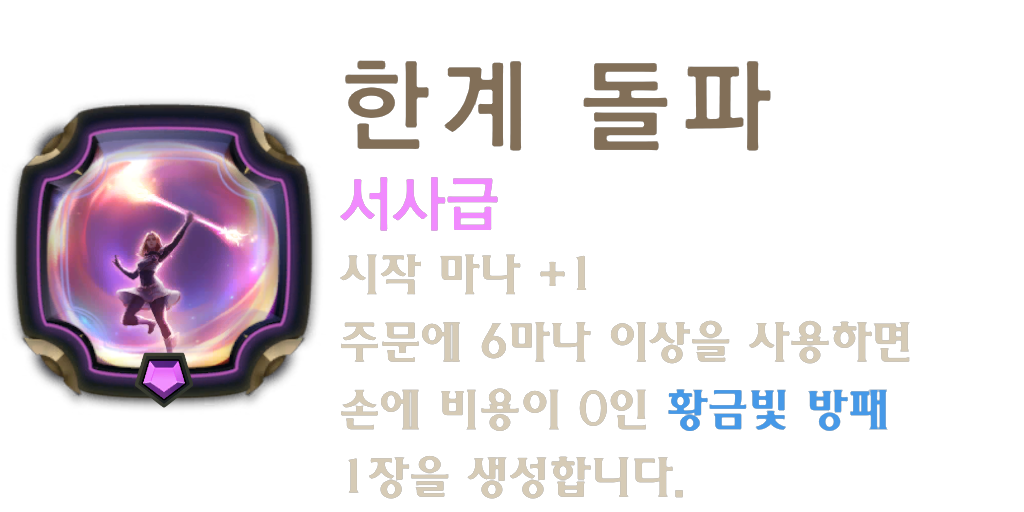 한계 돌파
서사급
시작 마나 +1
주문에 6마나 이상을 사용하면
손에 비용이 0인 황금빛 방패
1장을 생성합니다.